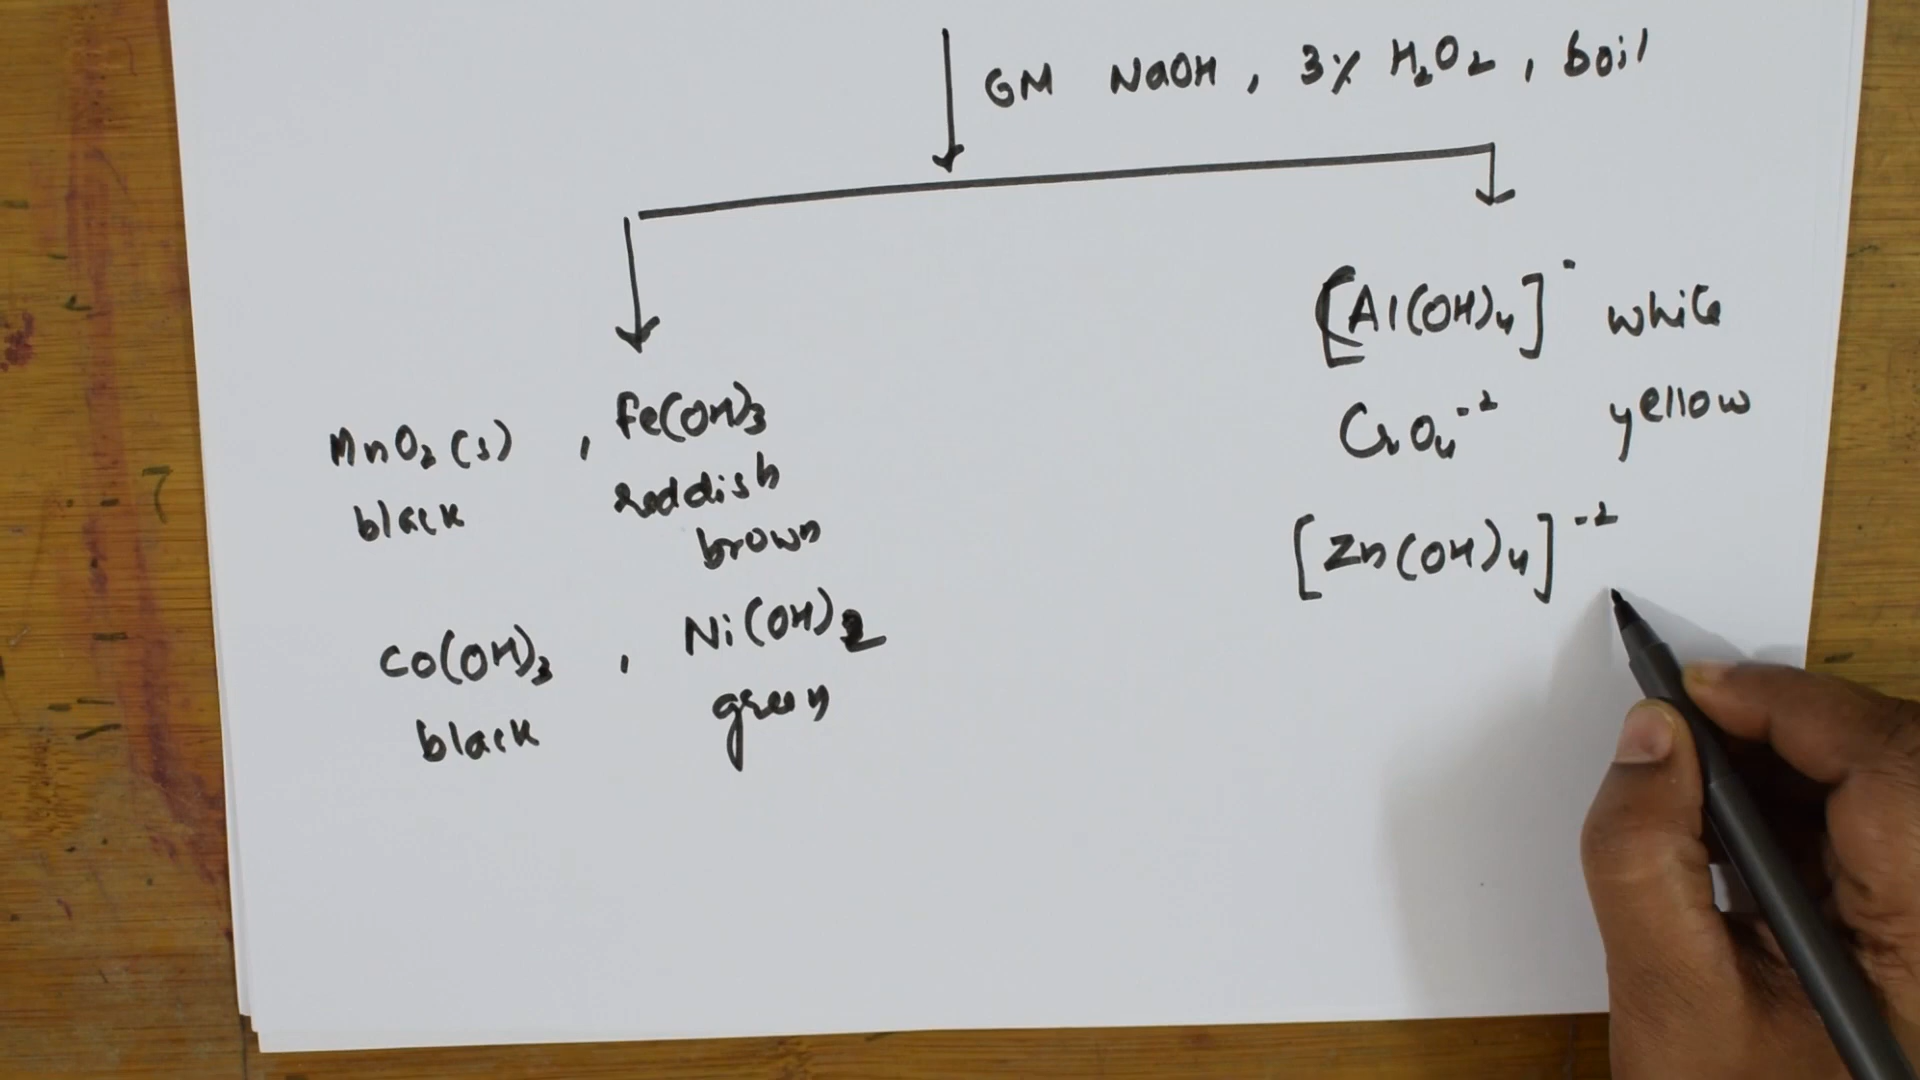 6M NaOH, 3% H₂O₂, boil
[Al(OH)₄]⁻ white
MnO₂(s), Fe(OH)₃
CrO₄⁻² yellow
black reddish
brown
[Zn(OH)₄]⁻²
Co(OH)₃, Ni(OH)₂
black green